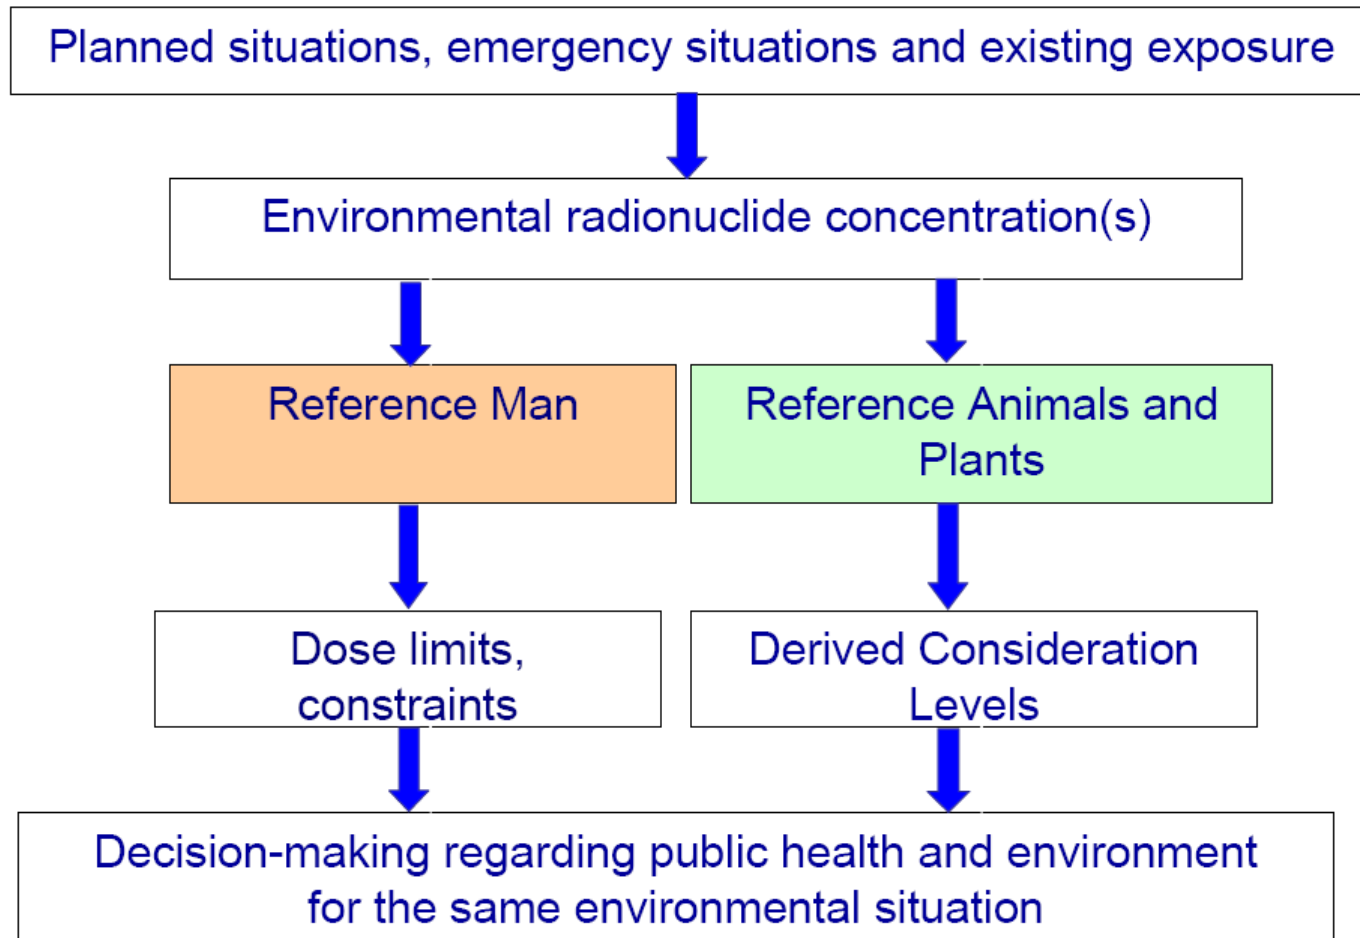 Planned situations, emergency situations and existing exposure
Environmental radionuclide concentration(s)
Reference Man
Reference Animals and
Plants
Dose limits,
constraints
Derived Consideration
Levels
Decision-making regarding public health and environment
for the same environmental situation